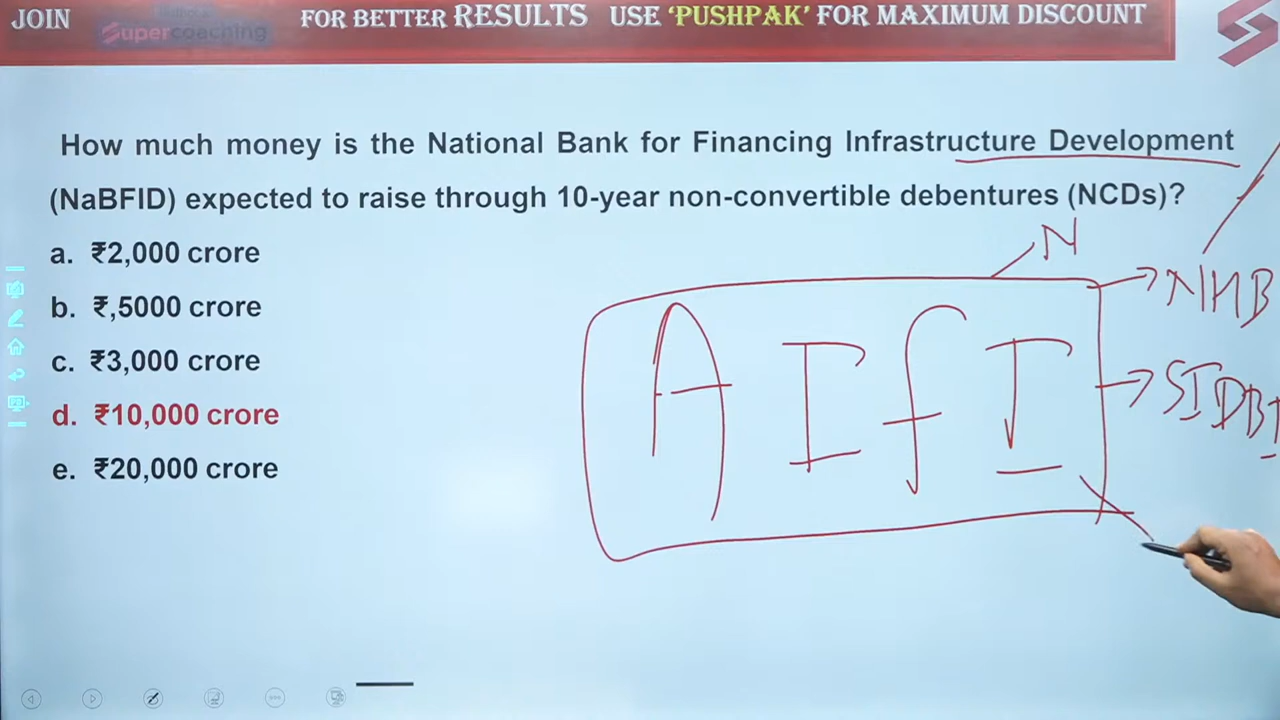 JOIN
Supercoaching
FOR BETTER RESULTS USE ‘PUSHPAK’ FOR MAXIMUM DISCOUNT
How much money is the National Bank for Financing Infrastructure Development
(NaBFID) expected to raise through 10-year non-convertible debentures (NCDs)?
a. ₹2,000 crore
b. ₹,5000 crore
c. ₹3,000 crore
d. ₹10,000 crore
e. ₹20,000 crore
N
NHB
AIFI
SIDBI